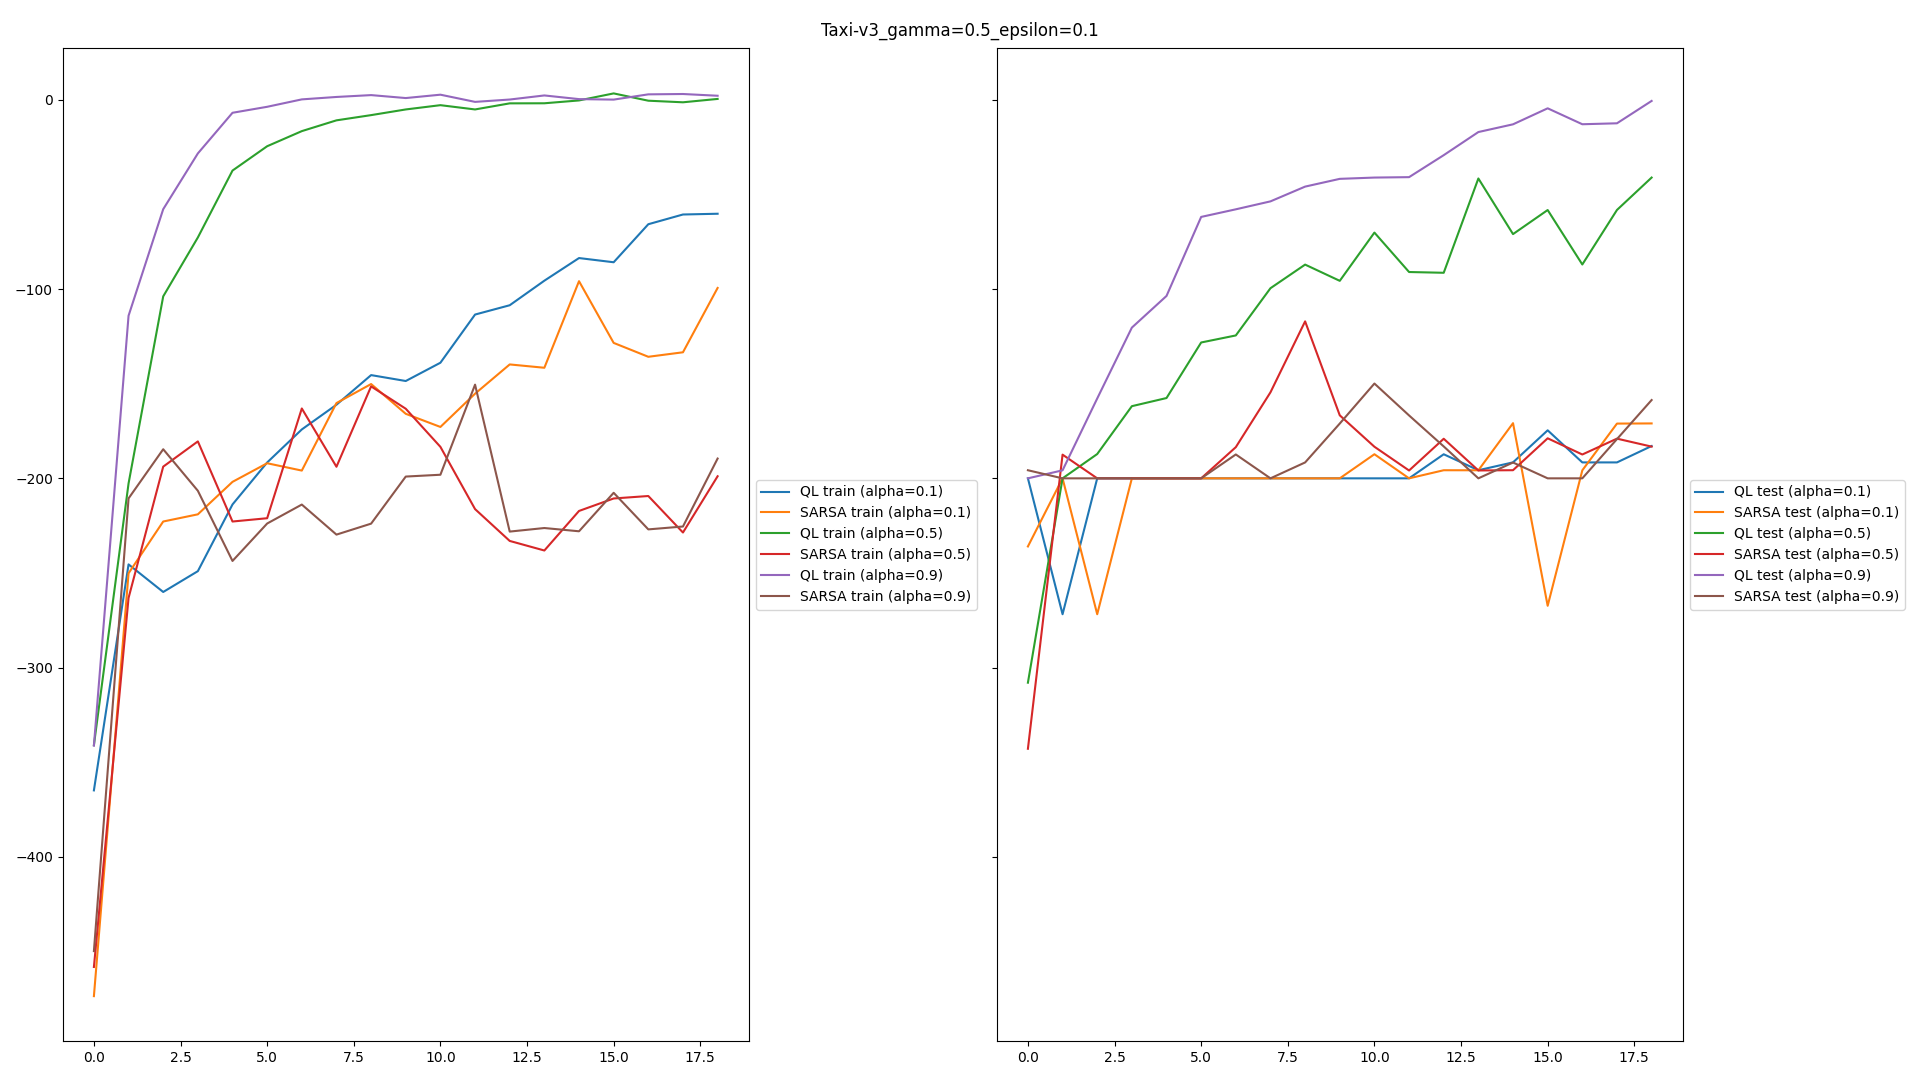 Taxi-v3_gamma=0.5_epsilon=0.1
0
−100
−200
−300
−400
0.0 2.5 5.0 7.5 10.0 12.5 15.0 17.5
QL train (alpha=0.1)
SARSA train (alpha=0.1)
QL train (alpha=0.5)
SARSA train (alpha=0.5)
QL train (alpha=0.9)
SARSA train (alpha=0.9)
0.0 2.5 5.0 7.5 10.0 12.5 15.0 17.5
QL test (alpha=0.1)
SARSA test (alpha=0.1)
QL test (alpha=0.5)
SARSA test (alpha=0.5)
QL test (alpha=0.9)
SARSA test (alpha=0.9)